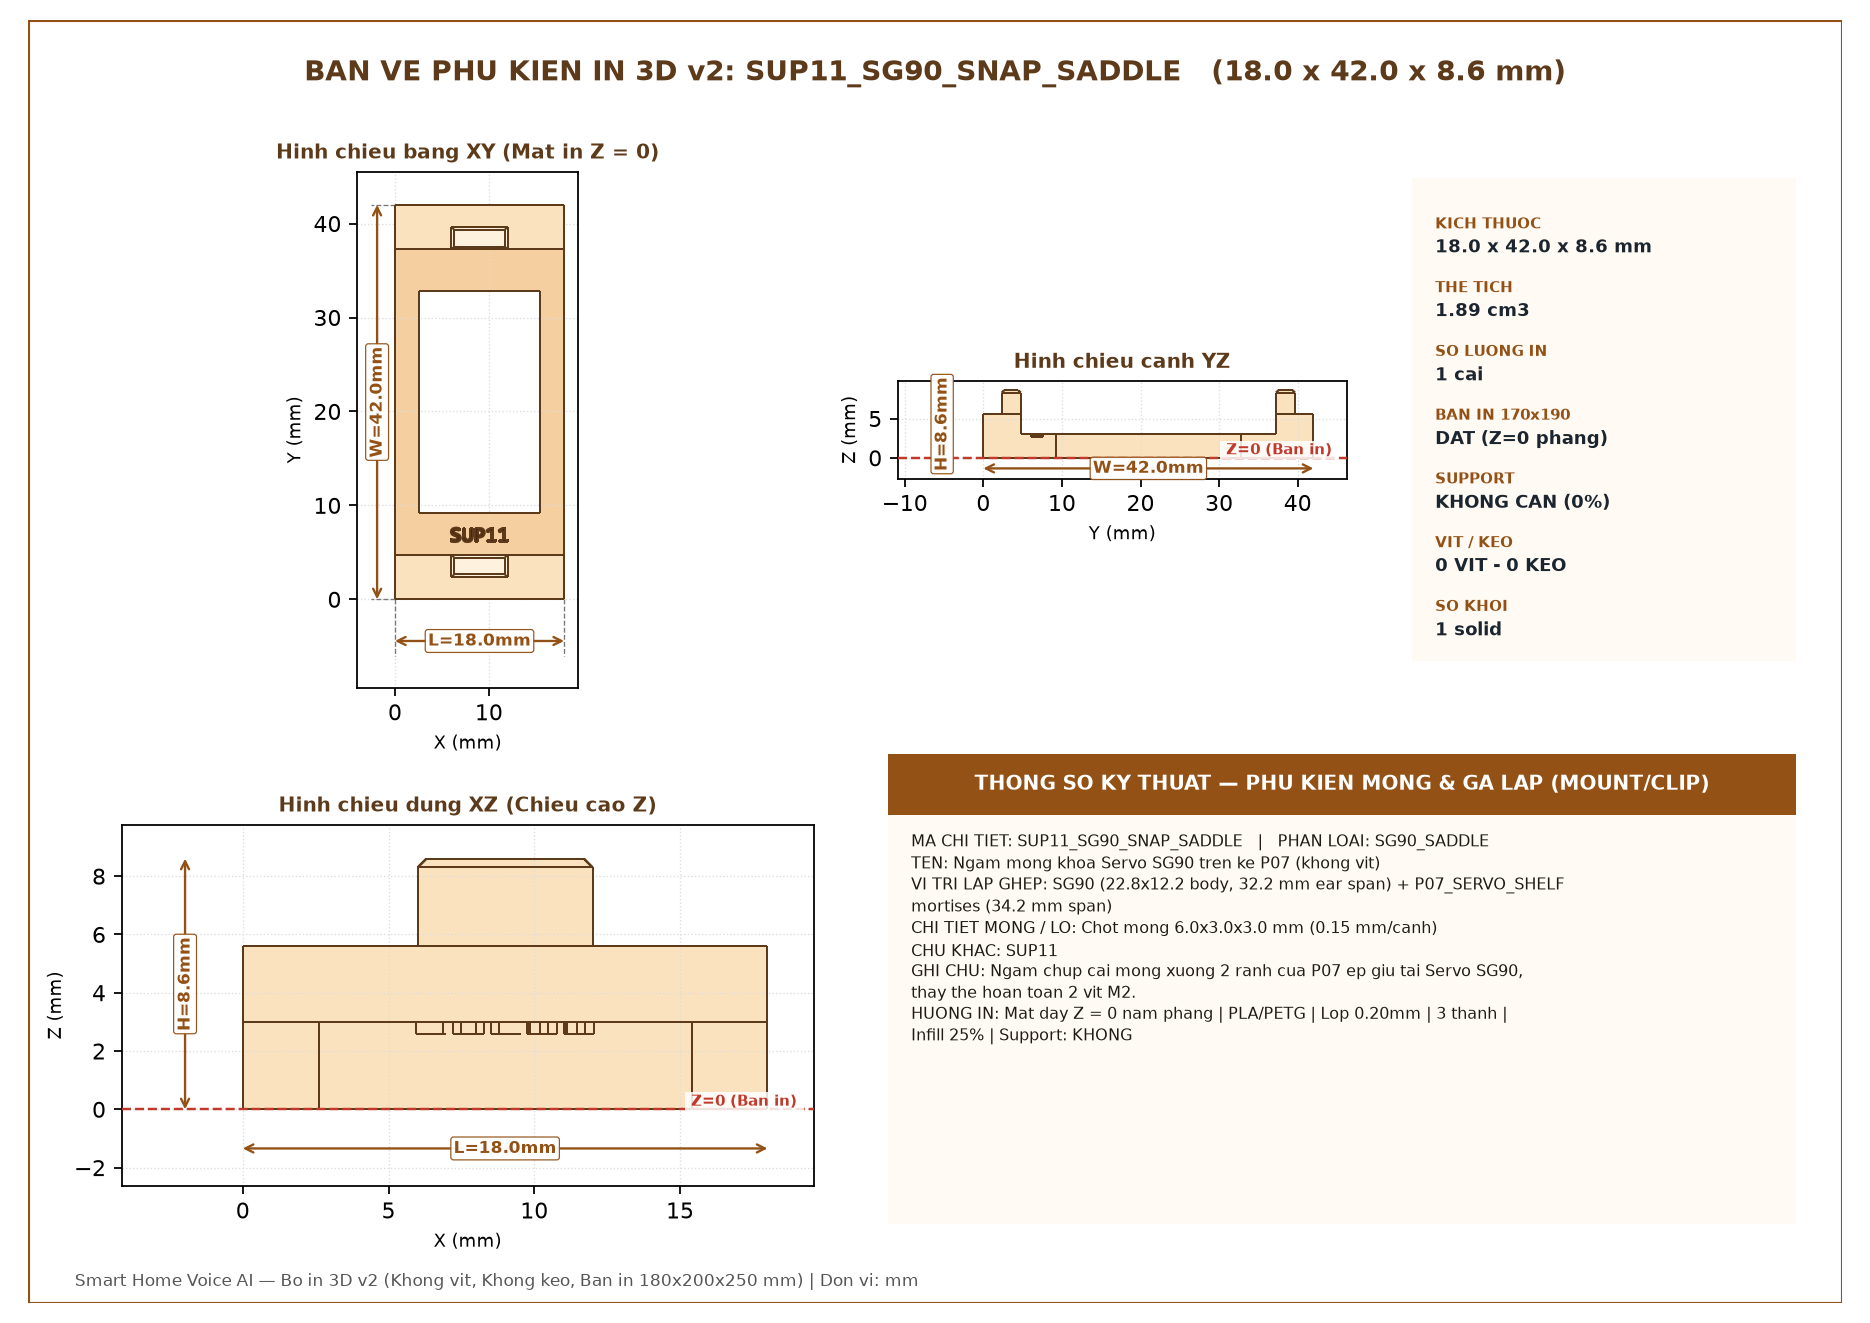 BAN VE PHU KIEN IN 3D v2: SUP11_SG90_SNAP_SADDLE (18.0 x 42.0 x 8.6 mm)
Hinh chieu bang XY (Mat in Z = 0)
40
30
20
10
0
Y (mm)
W=42.0mm
SUP11
L=18.0mm
0 10
X (mm)
Hinh chieu canh YZ
Z (mm)
5
0
H=8.6mm
Z=0 (Ban in)
W=42.0mm
−10 0 10 20 30 40
Y (mm)
KICH THUOC
18.0 x 42.0 x 8.6 mm
THE TICH
1.89 cm3
SO LUONG IN
1 cai
BAN IN 170x190
DAT (Z=0 phang)
SUPPORT
KHONG CAN (0%)
VIT / KEO
0 VIT - 0 KEO
SO KHOI
1 solid
Hinh chieu dung XZ (Chieu cao Z)
8
6
4
2
0
−2
Z (mm)
H=8.6mm
Z=0 (Ban in)
L=18.0mm
0 5 10 15
X (mm)
THONG SO KY THUAT — PHU KIEN MONG & GA LAP (MOUNT/CLIP)
MA CHI TIET: SUP11_SG90_SNAP_SADDLE | PHAN LOAI: SG90_SADDLE
TEN: Ngam mong khoa Servo SG90 tren ke P07 (khong vit)
VI TRI LAP GHEP: SG90 (22.8x12.2 body, 32.2 mm ear span) + P07_SERVO_SHELF
mortises (34.2 mm span)
CHI TIET MONG / LO: Chot mong 6.0x3.0x3.0 mm (0.15 mm/canh)
CHU KHAC: SUP11
GHI CHU: Ngam chup cai mong xuong 2 ranh cua P07 ep giu tai Servo SG90,
thay the hoan toan 2 vit M2.
HUONG IN: Mat day Z = 0 nam phang | PLA/PETG | Lop 0.20mm | 3 thanh |
Infill 25% | Support: KHONG
Smart Home Voice AI — Bo in 3D v2 (Khong vit, Khong keo, Ban in 180x200x250 mm) | Don vi: mm